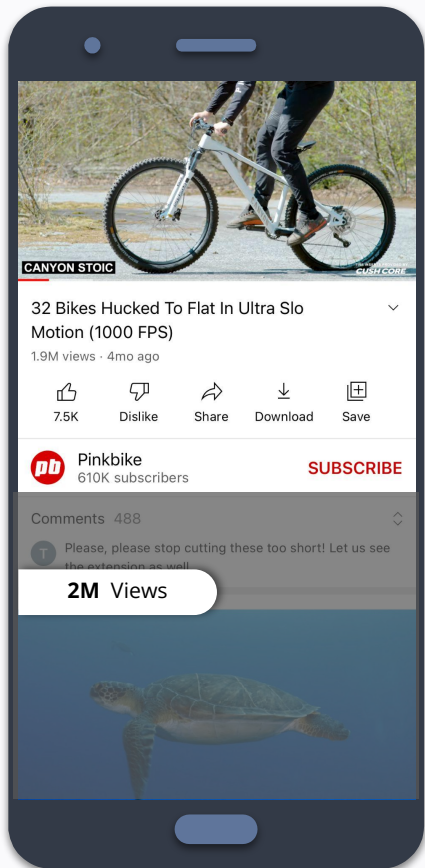 CANYON STOIC
CUSH CORE
32 Bikes Hucked To Flat In Ultra Slo
Motion (1000 FPS)
1.9M views · 4mo ago
7.5K Dislike Share Download Save
pb
Pinkbike
610K subscribers
SUBSCRIBE
Comments 488
T
Please, please stop cutting these too short! Let us see
the extension as well
2M Views